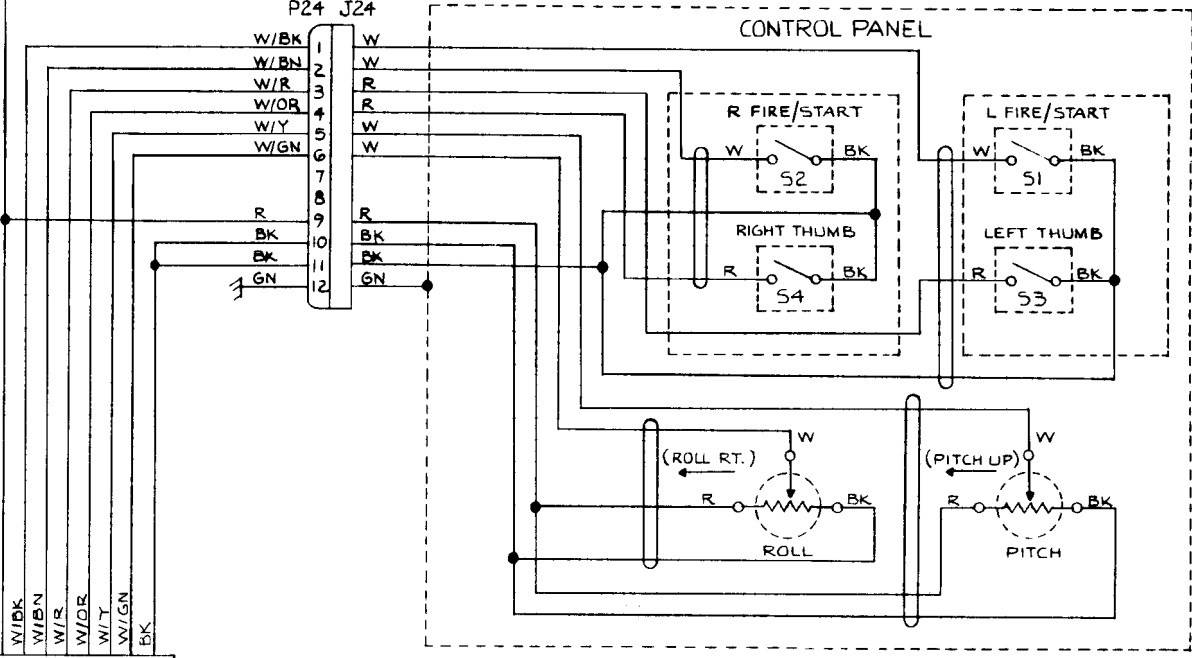 P24 J24
CONTROL PANEL
W/BK 1 W
W/BN 2 W
W/R 3 R
W/OR 4 R
W/Y 5 W
W/GN 6 W
7
8
R 9 R
BK 10 BK
BK 11 BK
GN 12 GN
R FIRE/START
W BK
S2
RIGHT THUMB
R BK
S4
L FIRE/START
W BK
S1
LEFT THUMB
R BK
S3
W
(ROLL RT.)
R BK
ROLL
W
(PITCH UP)
R BK
PITCH
W/BK
W/BN
W/R
W/OR
W/Y
W/GN
BK